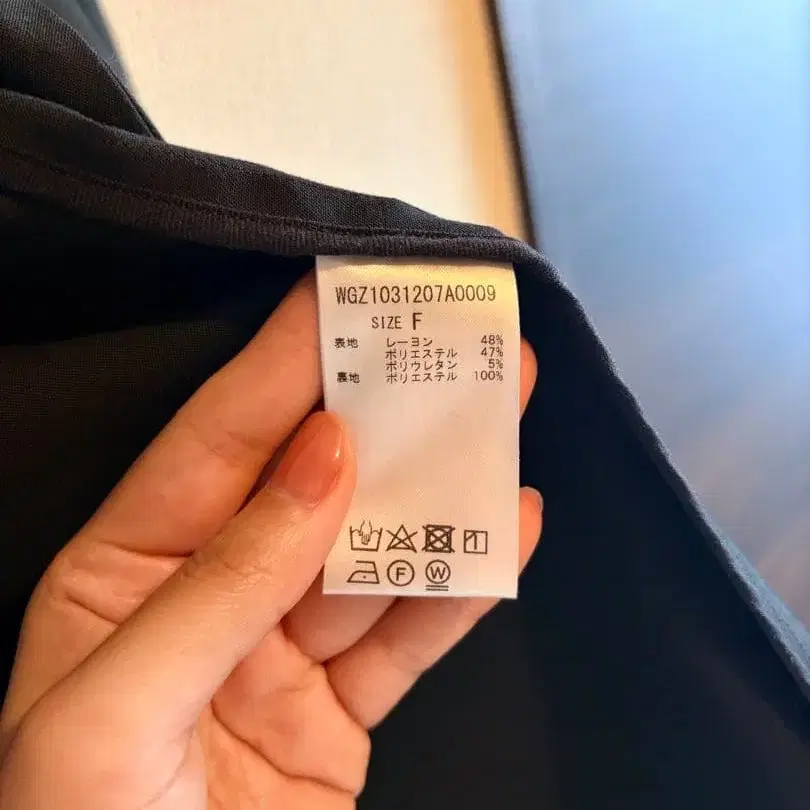 WGZ1031207A0009
SIZE F
表地 レーヨン 48%
ポリエステル 47%
ポリウレタン 5%
裏地 ポリエステル 100%
F W